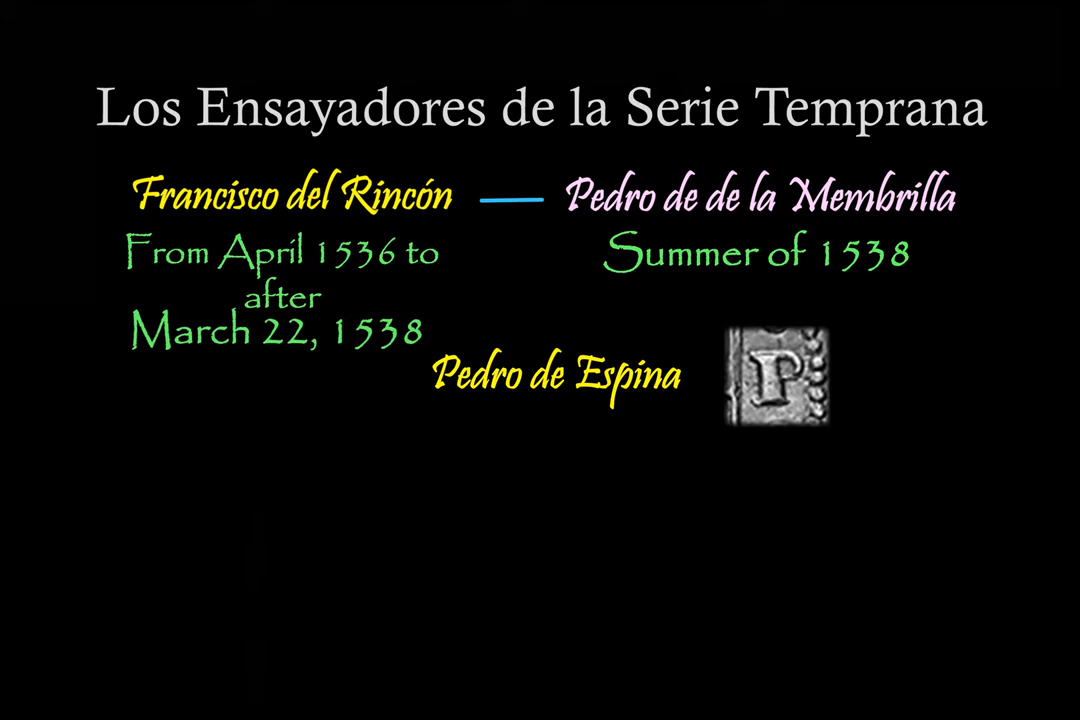 Los Ensayadores de la Serie Temprana
Francisco del Rincón — Pedro de de la Membrilla
From April 1536 to
after
March 22, 1538
Summer of 1538
Pedro de Espina
P